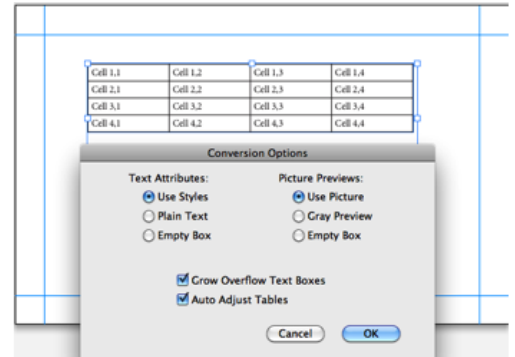 Cell 1,1 Cell 1,2 Cell 1,3 Cell 1,4
Cell 2,1 Cell 2,2 Cell 2,3 Cell 2,4
Cell 3,1 Cell 3,2 Cell 3,3 Cell 3,4
Cell 4,1 Cell 4,2 Cell 4,3 Cell 4,4
Conversion Options
Text Attributes: Picture Previews:
Use Styles Use Picture
Plain Text Gray Preview
Empty Box Empty Box
Grow Overflow Text Boxes
Auto Adjust Tables
Cancel OK